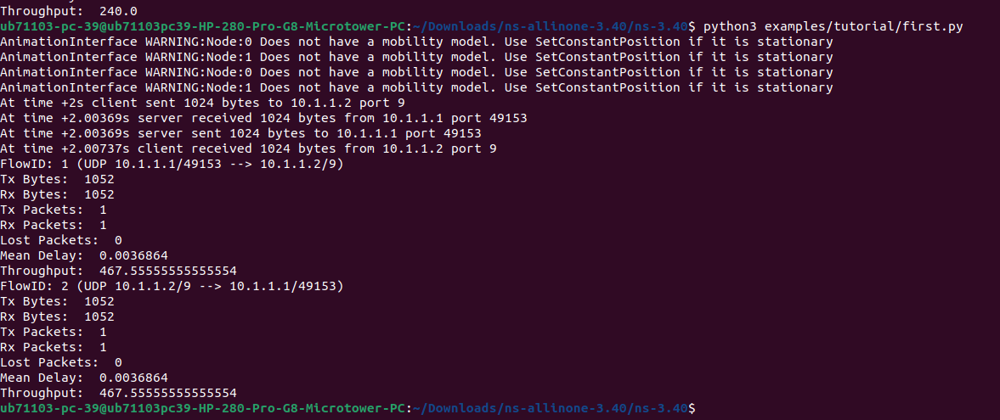 Throughput:  240.0
ub71103-pc-39@ub71103pc39-HP-280-Pro-G8-Microtower-PC:~/Downloads/ns-allinone-3.40/ns-3.40$ python3 examples/tutorial/first.py
AnimationInterface WARNING:Node:0 Does not have a mobility model. Use SetConstantPosition if it is stationary
AnimationInterface WARNING:Node:1 Does not have a mobility model. Use SetConstantPosition if it is stationary
AnimationInterface WARNING:Node:0 Does not have a mobility model. Use SetConstantPosition if it is stationary
AnimationInterface WARNING:Node:1 Does not have a mobility model. Use SetConstantPosition if it is stationary
At time +2s client sent 1024 bytes to 10.1.1.2 port 9
At time +2.00369s server received 1024 bytes from 10.1.1.1 port 49153
At time +2.00369s server sent 1024 bytes to 10.1.1.1 port 49153
At time +2.00737s client received 1024 bytes from 10.1.1.2 port 9
FlowID: 1 (UDP 10.1.1.1/49153 --> 10.1.1.2/9)
Tx Bytes:  1052
Rx Bytes:  1052
Tx Packets:  1
Rx Packets:  1
Lost Packets:  0
Mean Delay:  0.0036864
Throughput:  467.55555555555554
FlowID: 2 (UDP 10.1.1.2/9 --> 10.1.1.1/49153)
Tx Bytes:  1052
Rx Bytes:  1052
Tx Packets:  1
Rx Packets:  1
Lost Packets:  0
Mean Delay:  0.0036864
Throughput:  467.55555555555554
ub71103-pc-39@ub71103pc39-HP-280-Pro-G8-Microtower-PC:~/Downloads/ns-allinone-3.40/ns-3.40$